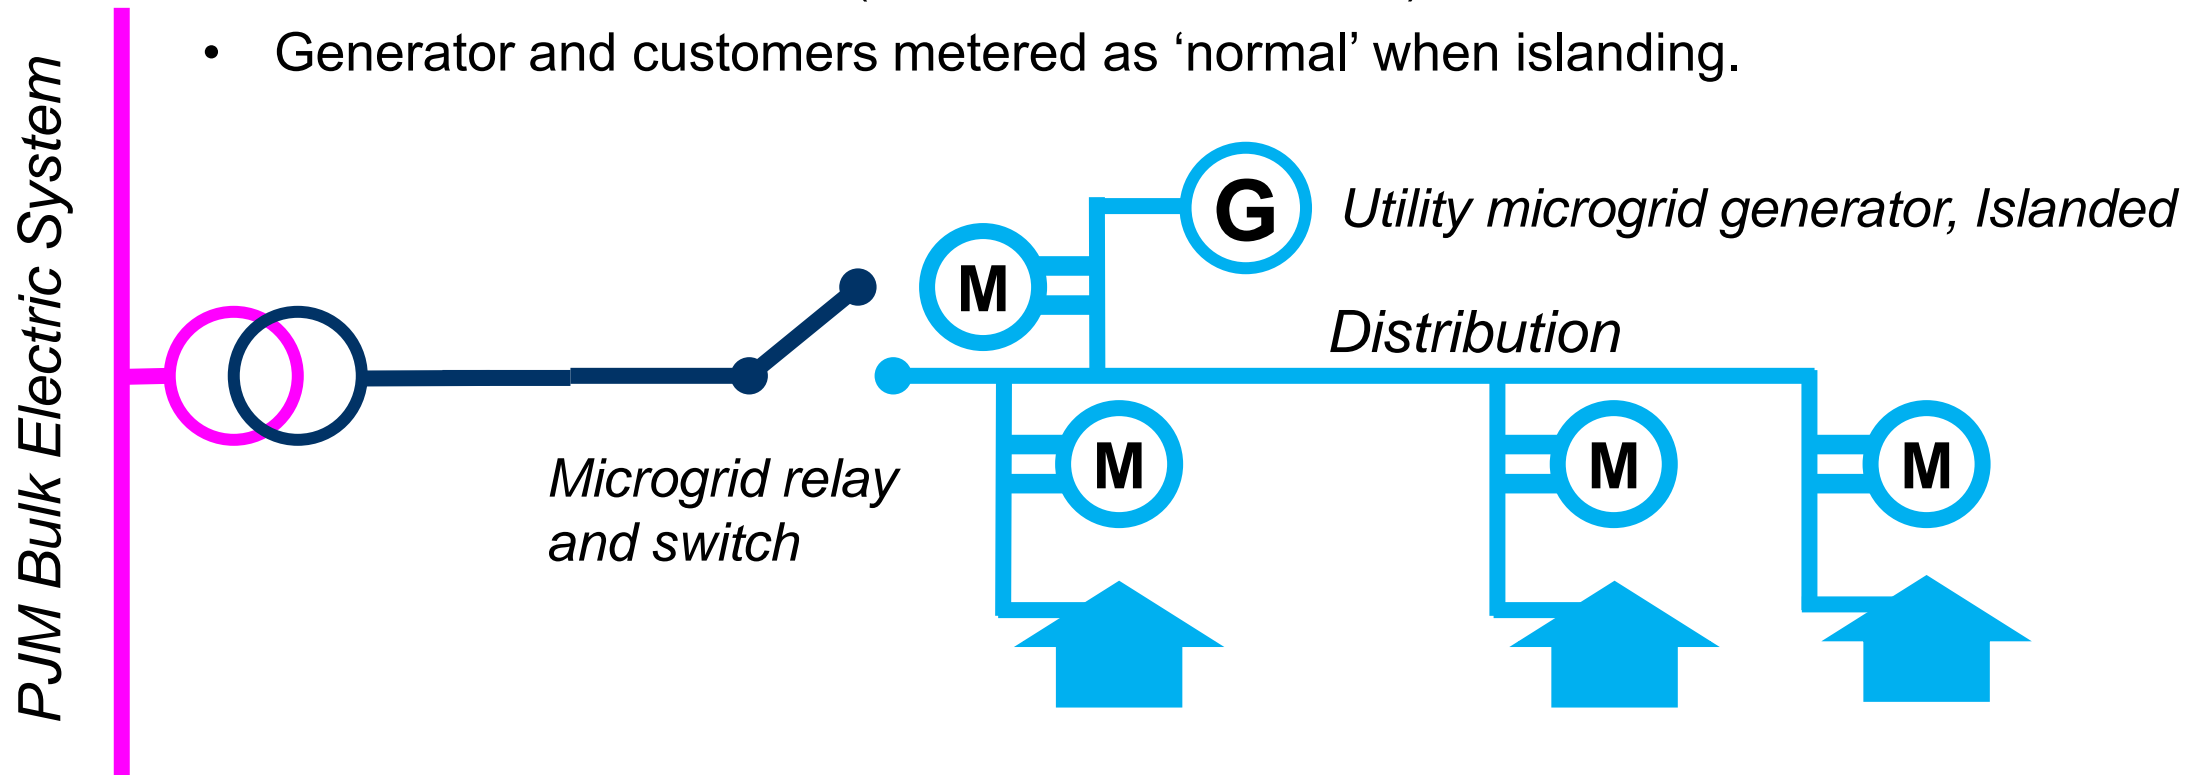 • Generator and customers metered as ‘normal’ when islanding.
PJM Bulk Electric System
G
Utility microgrid generator, Islanded
M
Distribution
Microgrid relay
and switch
M
M
M